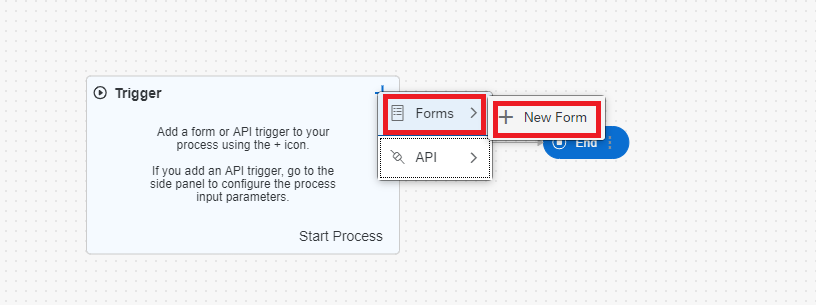 Trigger
Forms
New Form
Add a form or API trigger to your
process using the + icon.
End
API
If you add an API trigger, go to the
side panel to configure the process
input parameters.
Start Process